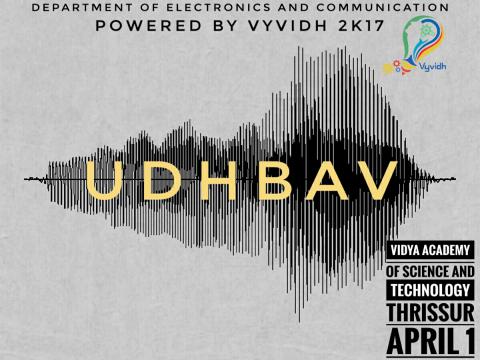 DEPARTMENT OF ELECTRONICS AND COMMUNICATION
POWERED BY VYVIDH 2K17
Vyvidh
UDHBAV
VIDYA ACADEMY
OF SCIENCE AND
TECHNOLOGY
THRISSUR
APRIL 1